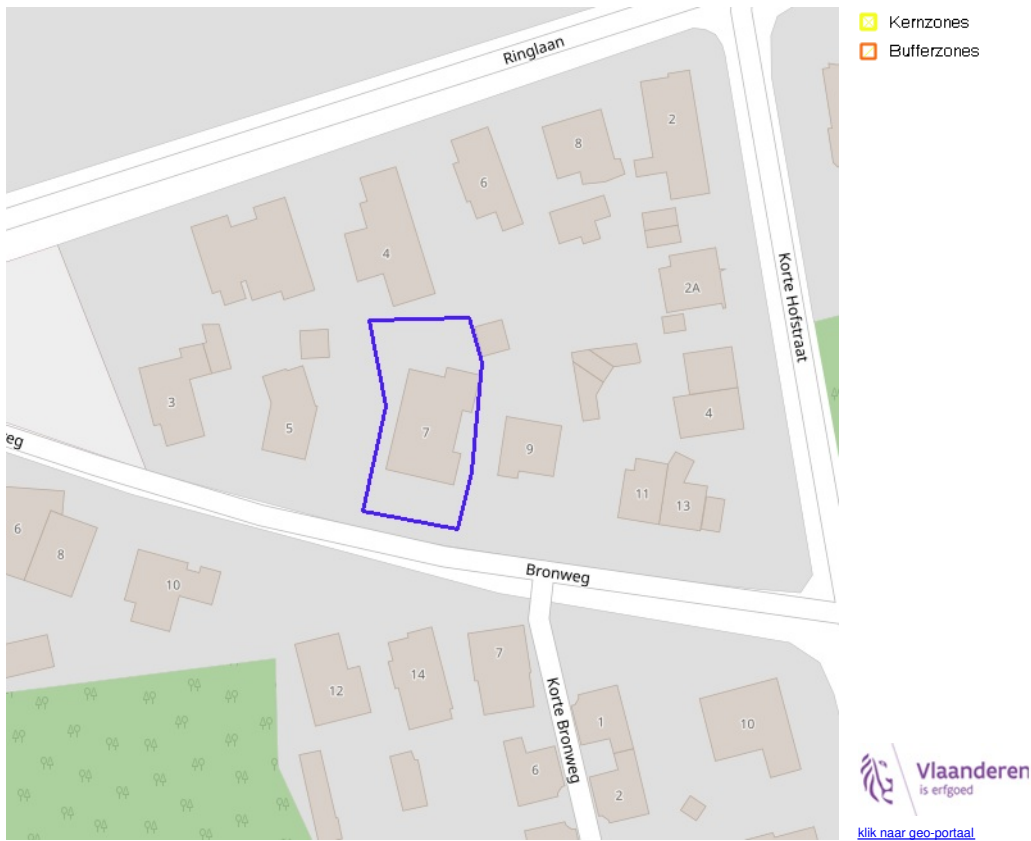 Kernzones
Bufferzones
Ringlaan
2
8
6
4
2A
Korte Hofstraat
3
5
7
9
4
11
13
eg
6
8
10
Bronweg
12
14
7
Korte Bronweg
1
10
6
2
Vlaanderen
is erfgoed
klik naar geo-portaal